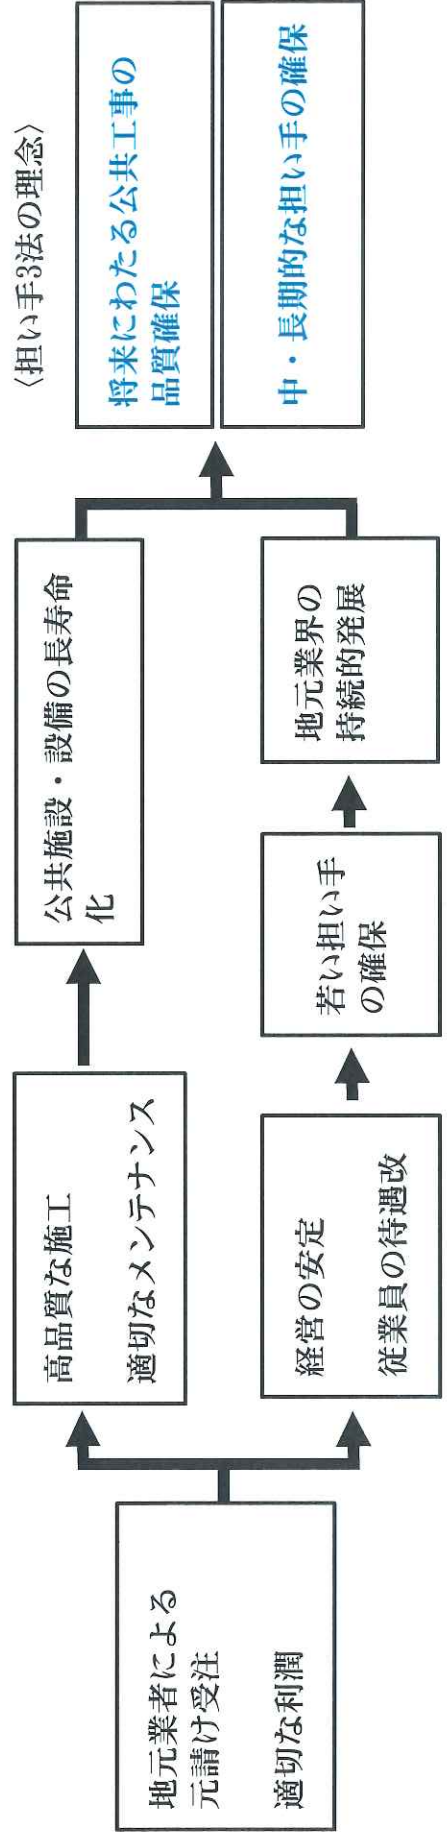 地元業者による
元請け受注
適切な利潤
高品質な施工
適切なメンテナンス
公共施設・設備の長寿命
化
経営の安定
従業員の待遇改
若い担い手
の確保
地元業界の
持続的発展
〈担い手3法の理念〉
将来にわたる公共工事の
品質確保
中・長期的な担い手の確保